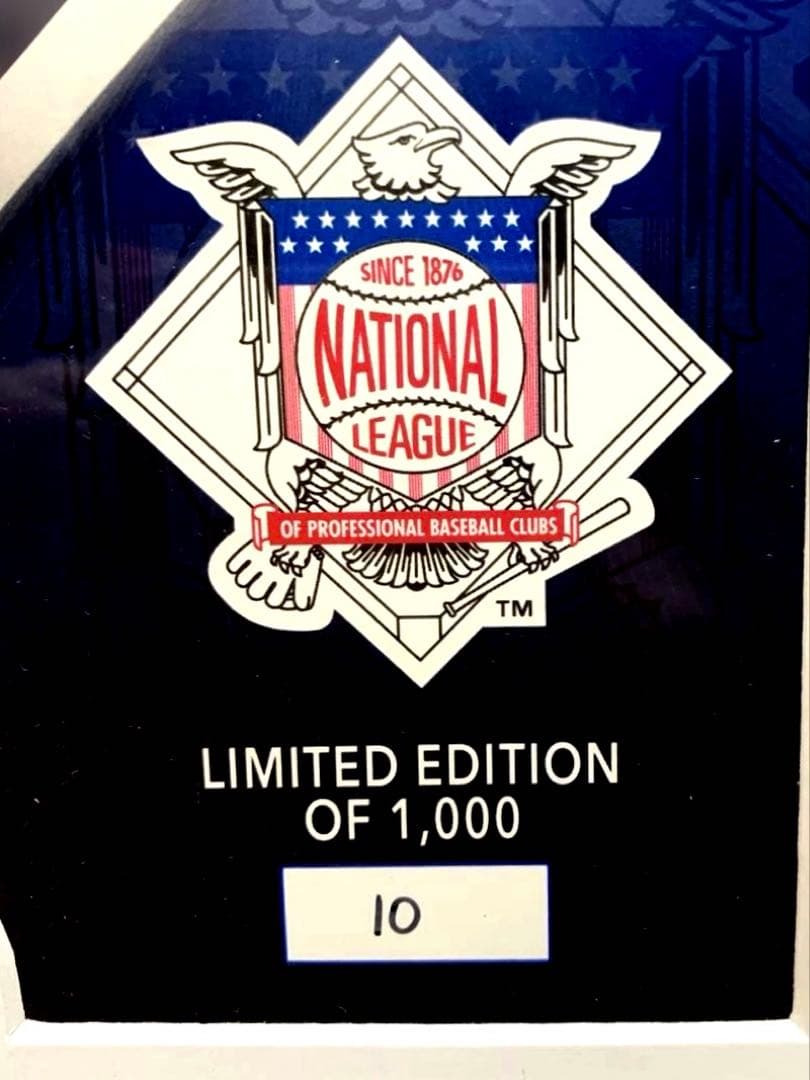 SINCE 1876
NATIONAL
LEAGUE
OF PROFESSIONAL BASEBALL CLUBS
TM
LIMITED EDITION
OF 1,000
10